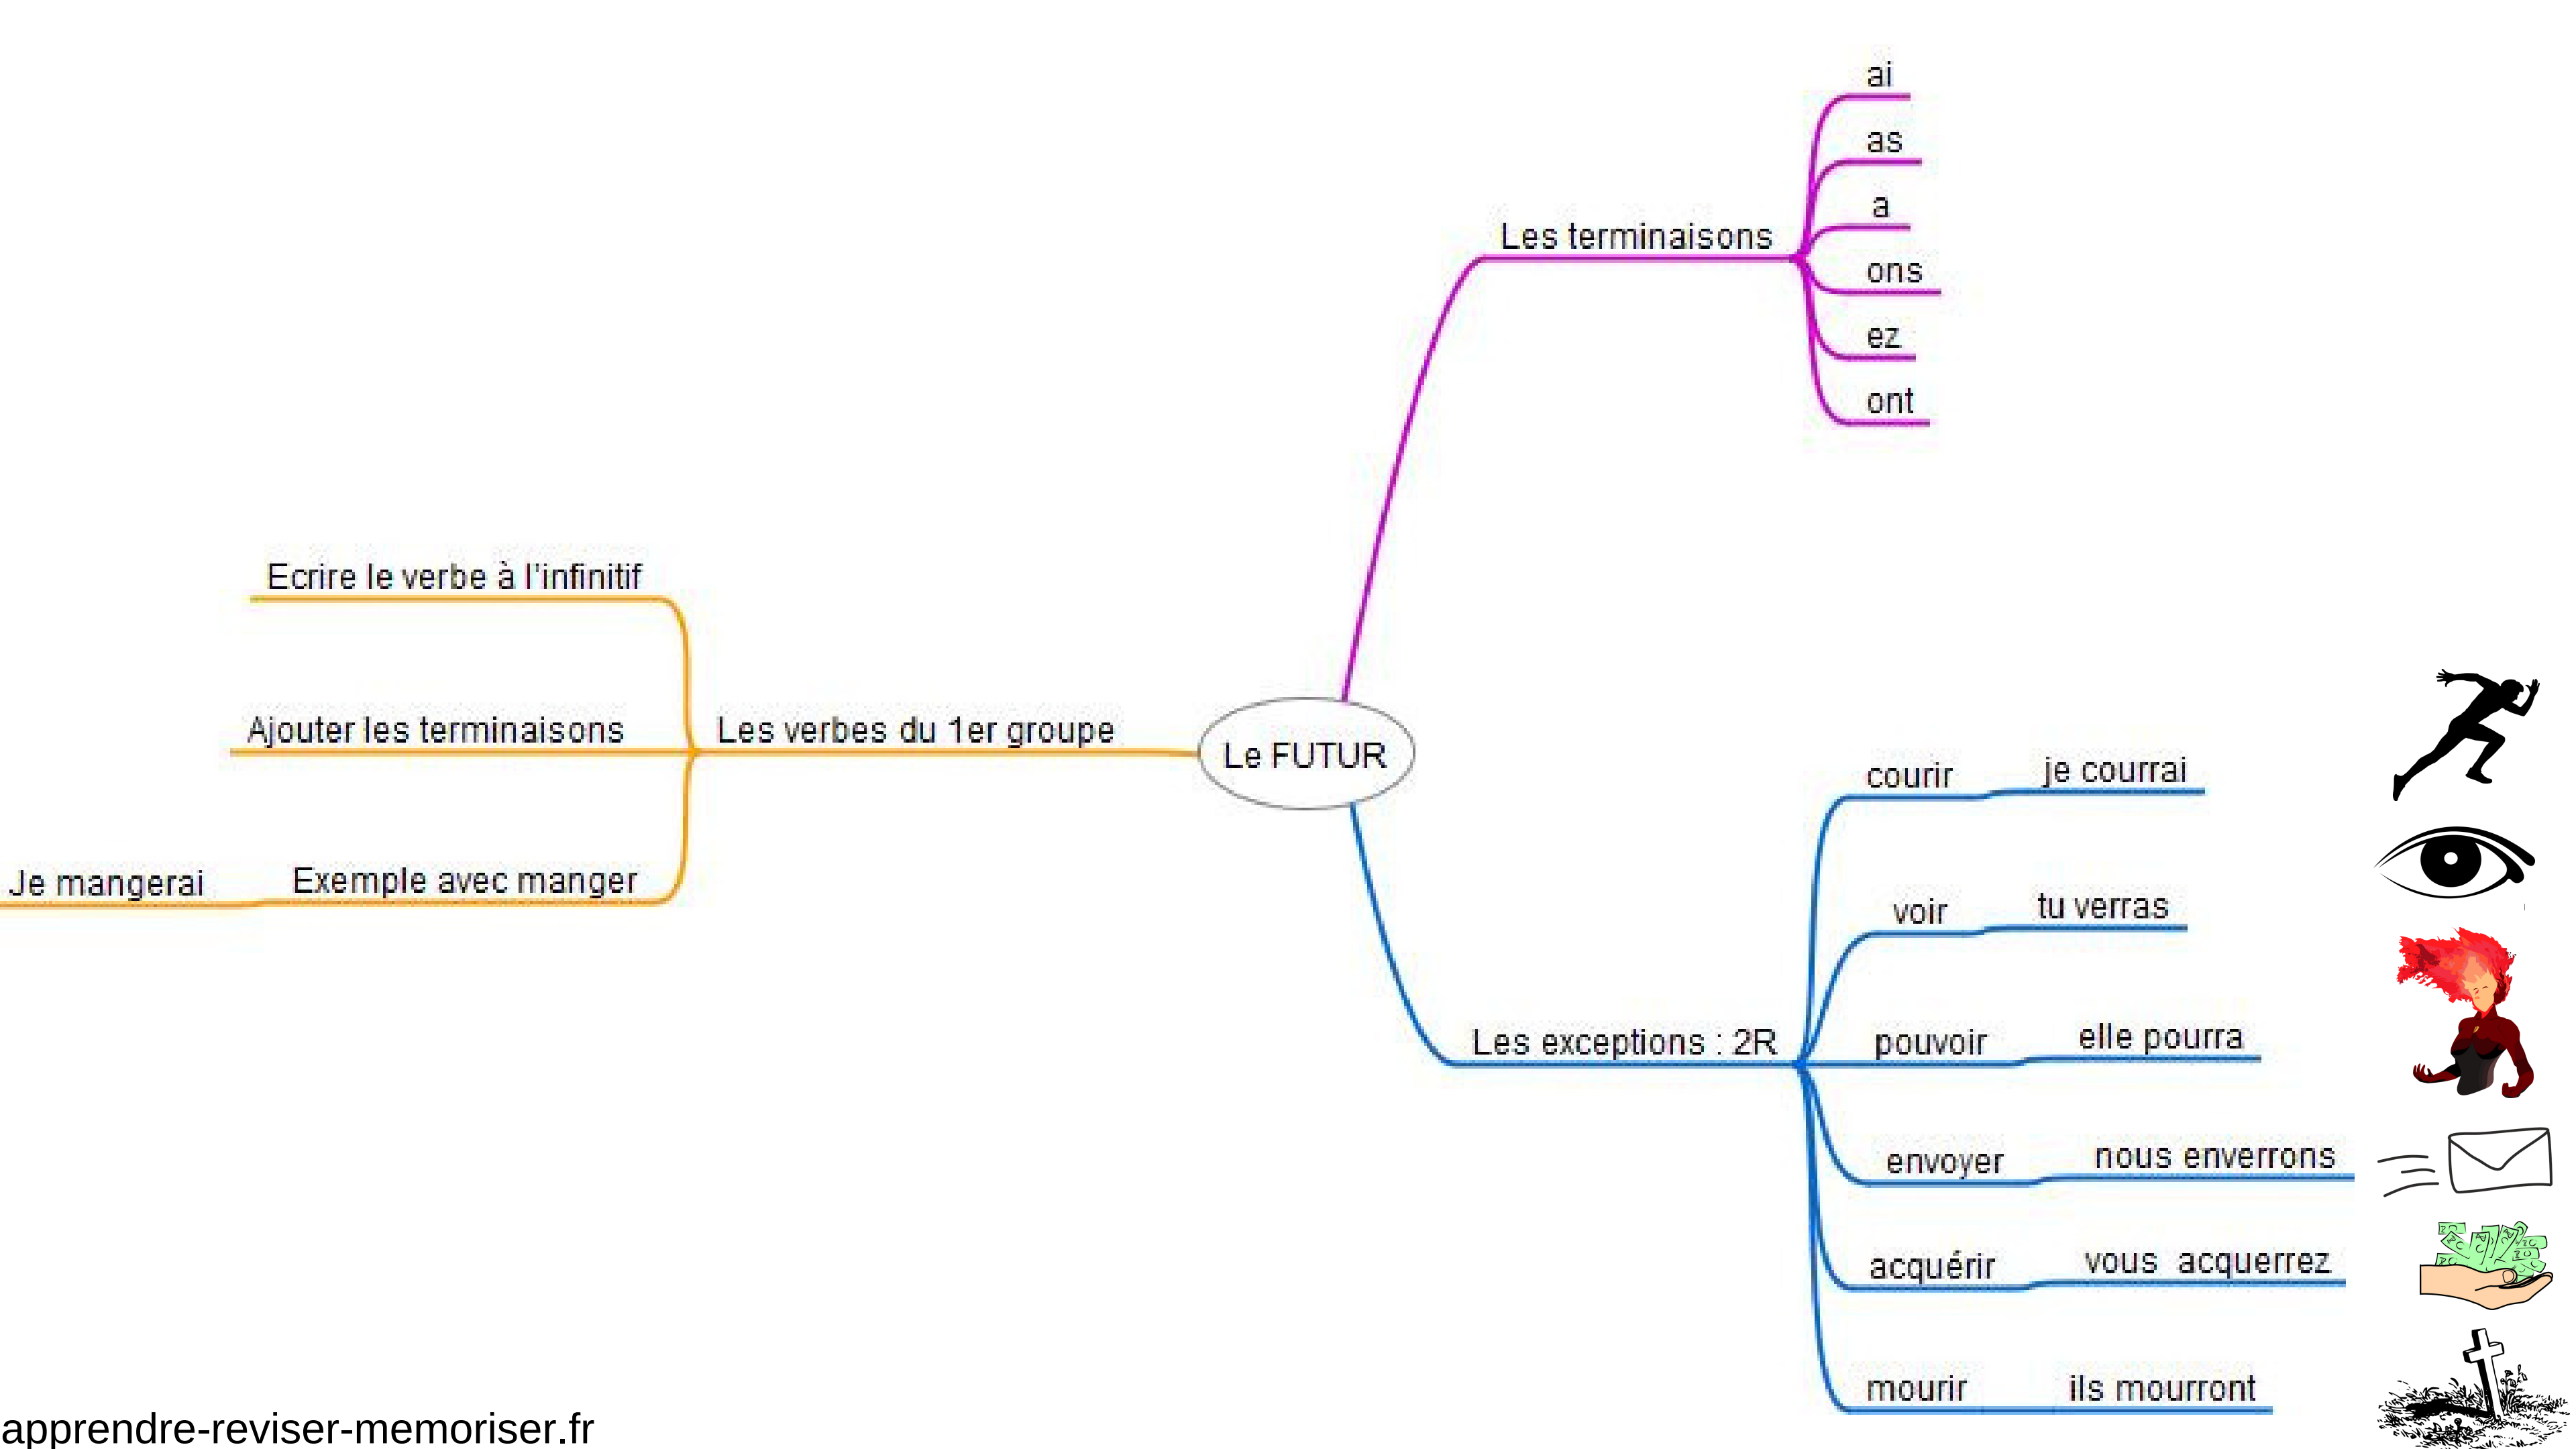 Le FUTUR
Les terminaisons
ai
as
a
ons
ez
ont
Les verbes du 1er groupe
Ecrire le verbe à l'infinitif
Ajouter les terminaisons
Exemple avec manger
Je mangerai
Les exceptions : 2R
courir
je courrai
voir
tu verras
pouvoir
elle pourra
envoyer
nous enverrons
acquérir
vous acquerrez
mourir
ils mourront
apprendre-reviser-memoriser.fr